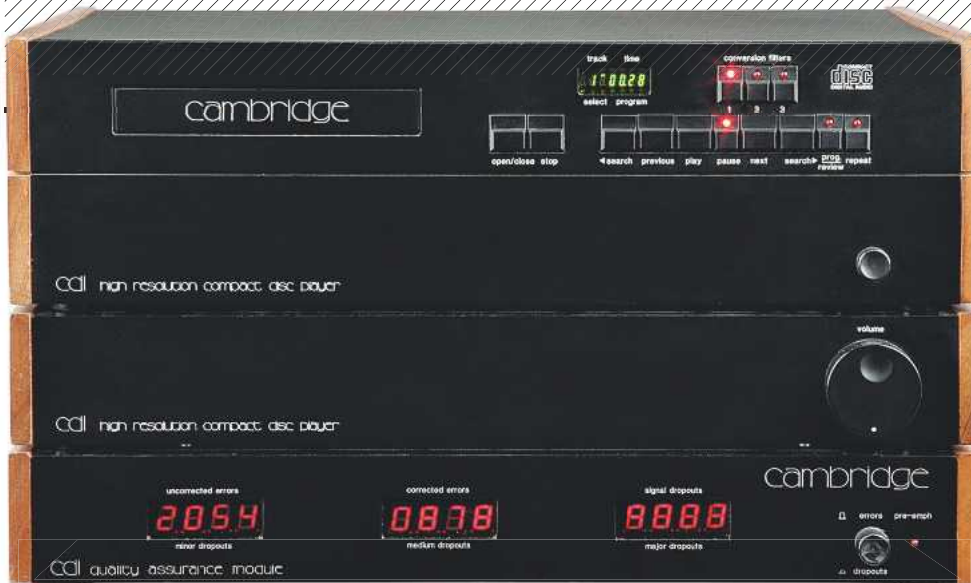 track time
1 00.28
select program
conversion filters
1 2 3
COMPACT disc DIGITAL AUDIO
cambridge
open/close stop
◄search previous play pause next search► prog review repeat
cd1 high resolution compact disc player
volume
cd1 high resolution compact disc player
cambridge
uncorrected errors corrected errors signal dropouts
2054 0878 8888
minor dropouts medium dropouts major dropouts
errors pre-emph
dropouts
cd1 quality assurance module